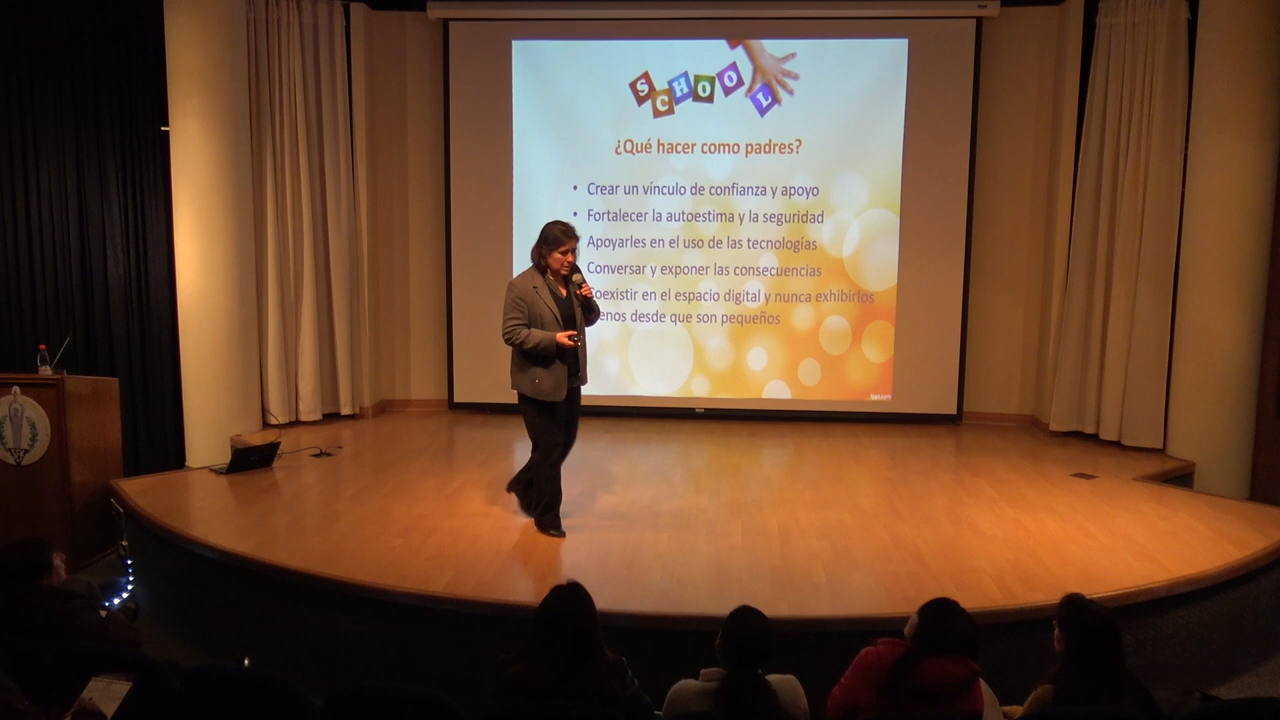 SCHOOL
¿Qué hacer como padres?
• Crear un vínculo de confianza y apoyo
• Fortalecer la autoestima y la seguridad
Apoyarles en el uso de las tecnologías
Conversar y exponer las consecuencias
oexistir en el espacio digital y nunca exhibirlos
enos desde que son pequeños